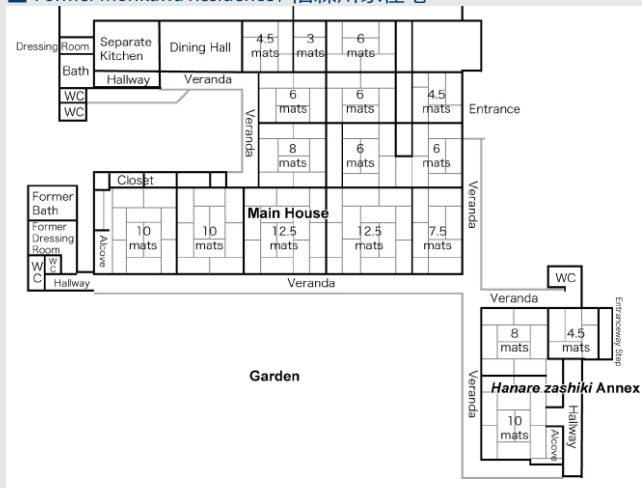 Former Morikawa Residence / 旧森川家住宅
Dressing Room
Separate
Kitchen
Dining Hall
4.5
mats
3
mats
6
mats
Bath
Hallway
Veranda
WC
WC
Veranda
6
mats
6
mats
4.5
mats
Entrance
8
mats
6
mats
6
mats
Closet
Veranda
Former
Bath
Former
Dressing
Room
WC
WC
Hallway
Alcove
10
mats
10
mats
Main House
12.5
mats
12.5
mats
7.5
mats
Veranda
WC
Veranda
Entranceway Step
8
mats
4.5
mats
Garden
Veranda
Hanare zashiki Annex
10
mats
Alcove
Hallway